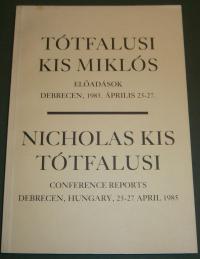 TÓTFALUSI
KIS MIKLÓS
ELŐADÁSOK
DEBRECEN, 1985. ÁPRILIS 25-27.
NICHOLAS KIS
TÓTFALUSI
CONFERENCE REPORTS
DEBRECEN, HUNGARY, 25-27 APRIL 1985